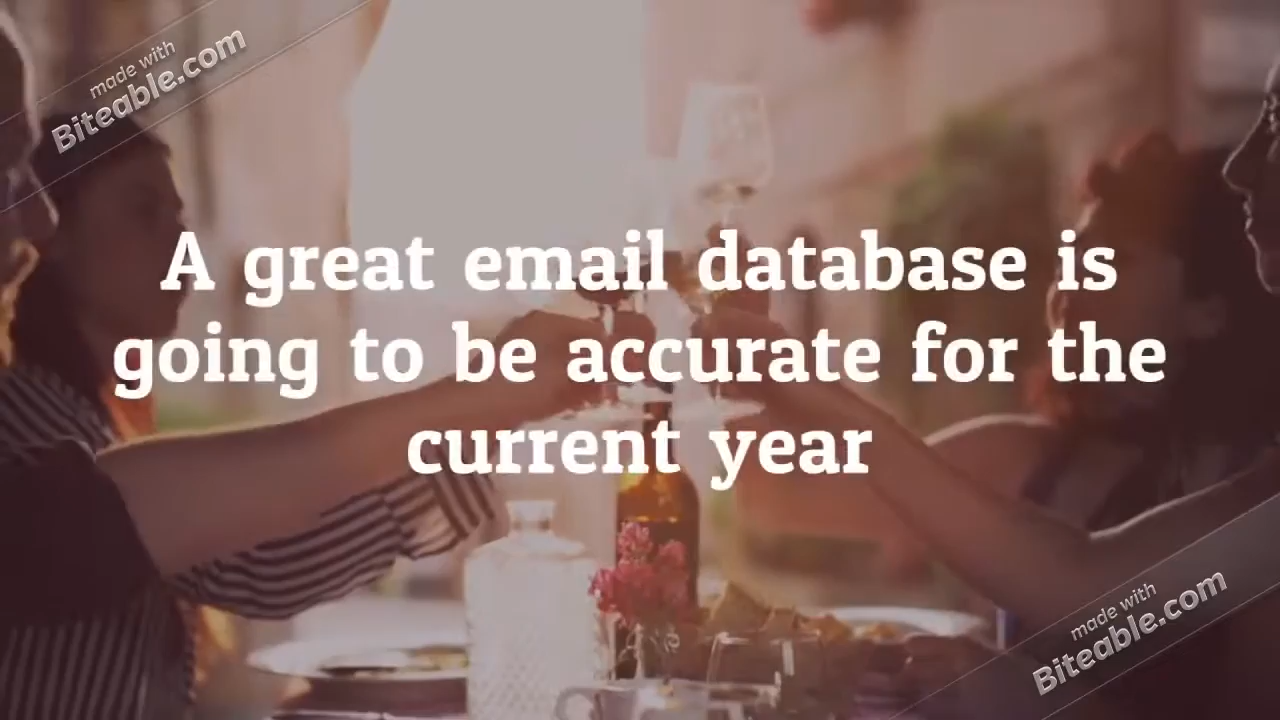 made with
Biteable.com
A great email database is
going to be accurate for the
current year
made with
Biteable.com